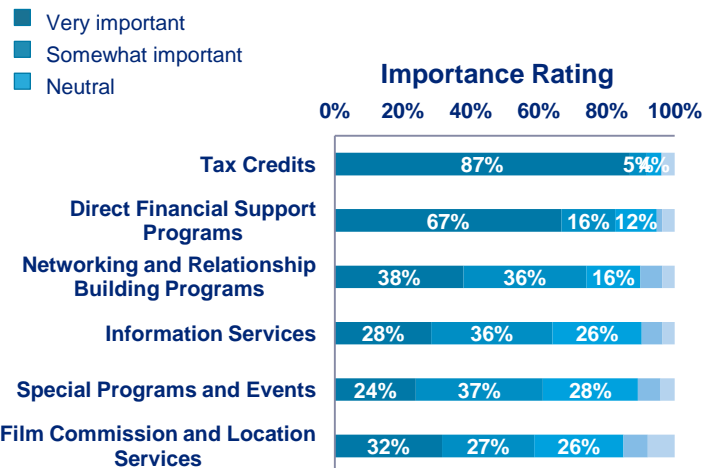 Very important
Somewhat important
Neutral
Importance Rating
0% 20% 40% 60% 80% 100%
Tax Credits 87% 5% 4%
Direct Financial Support
Programs 67% 16% 12%
Networking and Relationship
Building Programs 38% 36% 16%
Information Services 28% 36% 26%
Special Programs and Events 24% 37% 28%
Film Commission and Location
Services 32% 27% 26%